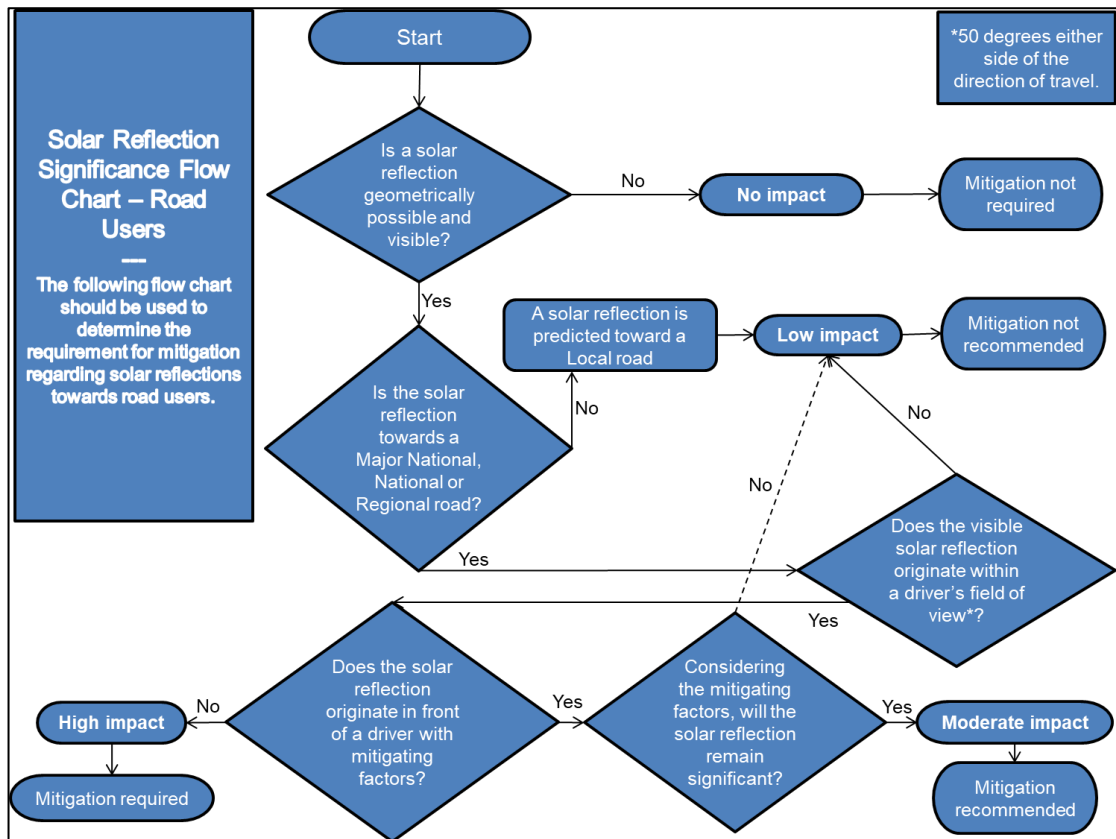 Solar Reflection
Significance Flow
Chart – Road
Users
---
The following flow chart
should be used to
determine the
requirement for mitigation
regarding solar reflections
towards road users.
Start
*50 degrees either
side of the
direction of travel.
Is a solar
reflection
geometrically
possible and
visible?
No
No impact
Mitigation not
required
Yes
A solar reflection is
predicted toward a
Local road
Low impact
Mitigation not
recommended
Is the solar
reflection
towards a
Major National,
National or
Regional road?
No
No
No
Yes
Does the visible
solar reflection
originate within
a driver’s field of
view*?
Yes
Does the solar
reflection
originate in front
of a driver with
mitigating
factors?
No
High impact
Mitigation required
Yes
Considering
the mitigating
factors, will the
solar reflection
remain
significant?
Yes
Moderate impact
Mitigation
recommended